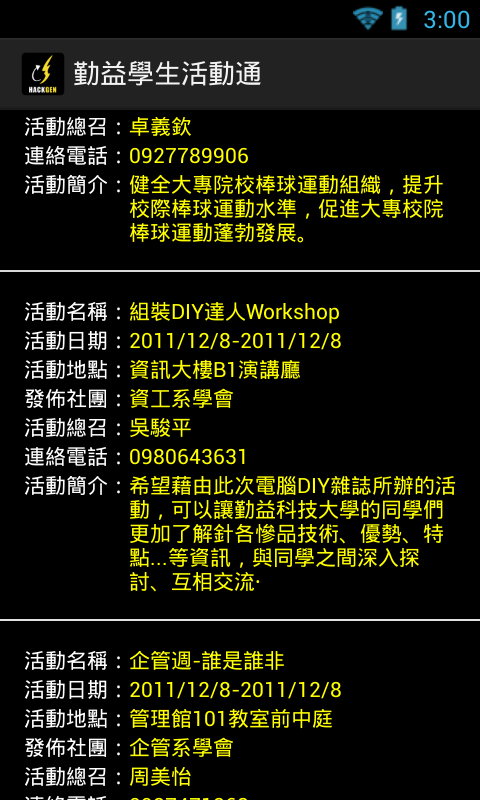 3:00
HACKGEN
勤益學生活動通
活動總召：卓義欽
連絡電話：0927789906
活動簡介：健全大專院校棒球運動組織，提升
校際棒球運動水準，促進大專校院
棒球運動蓬勃發展。
活動名稱：組裝DIY達人Workshop
活動日期：2011/12/8-2011/12/8
活動地點：資訊大樓B1演講廳
發佈社團：資工系學會
活動總召：吳駿平
連絡電話：0980643631
活動簡介：希望藉由此次電腦DIY雜誌所辦的活
動，可以讓勤益科技大學的同學們
更加了解針各慘品技術、優勢、特
點...等資訊，與同學之間深入探
討、互相交流‧
活動名稱：企管週-誰是誰非
活動日期：2011/12/8-2011/12/8
活動地點：管理館101教室前中庭
發佈社團：企管系學會
活動總召：周美怡